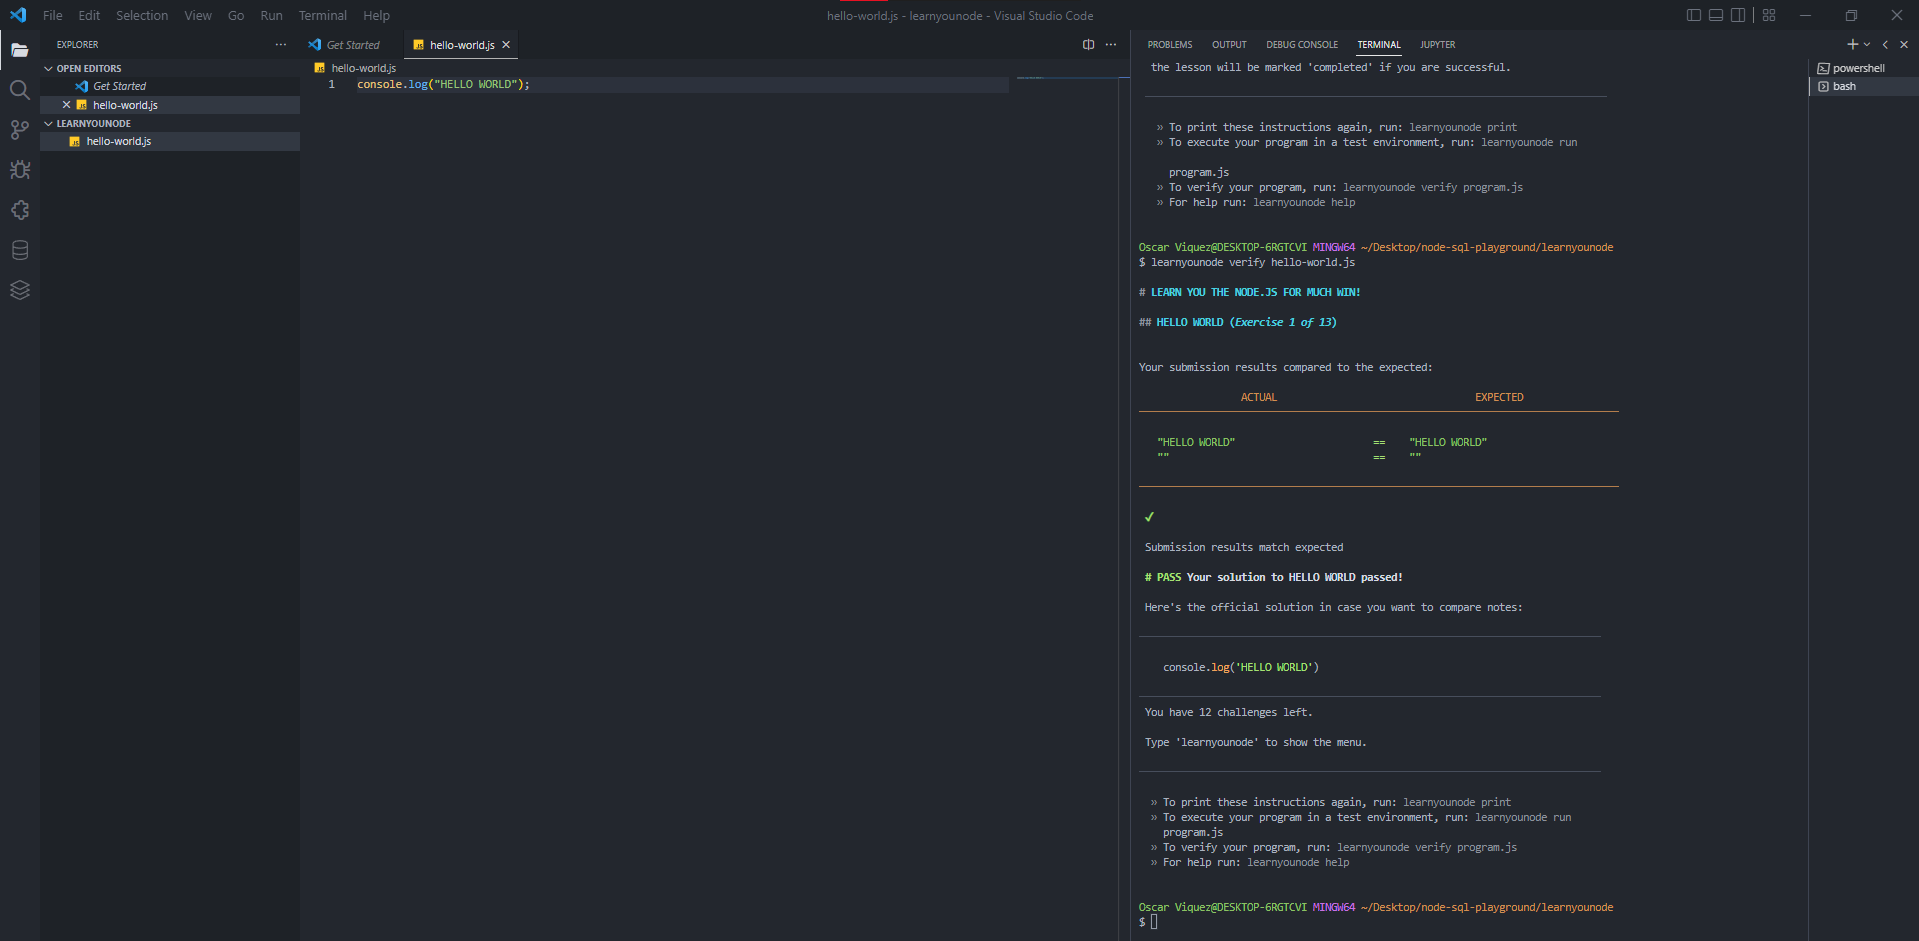 File Edit Selection View Go Run Terminal Help
hello-world.js - learnyounode - Visual Studio Code
EXPLORER
OPEN EDITORS
Get Started
hello-world.js
LEARNYOUNODE
hello-world.js
Get Started
hello-world.js
hello-world.js
1 console.log("HELLO WORLD");
PROBLEMS OUTPUT DEBUG CONSOLE TERMINAL JUPYTER
powershell
bash
the lesson will be marked 'completed' if you are successful.
» To print these instructions again, run: learnyounode print
» To execute your program in a test environment, run: learnyounode run
program.js
» To verify your program, run: learnyounode verify program.js
» For help run: learnyounode help
Oscar Viquez@DESKTOP-6RGTCVI MINGW64 ~/Desktop/node-sql-playground/learnyounode
$ learnyounode verify hello-world.js
# LEARN YOU THE NODE.JS FOR MUCH WIN!
## HELLO WORLD (Exercise 1 of 13)
Your submission results compared to the expected:
ACTUAL EXPECTED
"HELLO WORLD" == "HELLO WORLD"
"" == ""
✓
Submission results match expected
# PASS Your solution to HELLO WORLD passed!
Here's the official solution in case you want to compare notes:
console.log('HELLO WORLD')
You have 12 challenges left.
Type 'learnyounode' to show the menu.
» To print these instructions again, run: learnyounode print
» To execute your program in a test environment, run: learnyounode run
program.js
» To verify your program, run: learnyounode verify program.js
» For help run: learnyounode help
Oscar Viquez@DESKTOP-6RGTCVI MINGW64 ~/Desktop/node-sql-playground/learnyounode
$